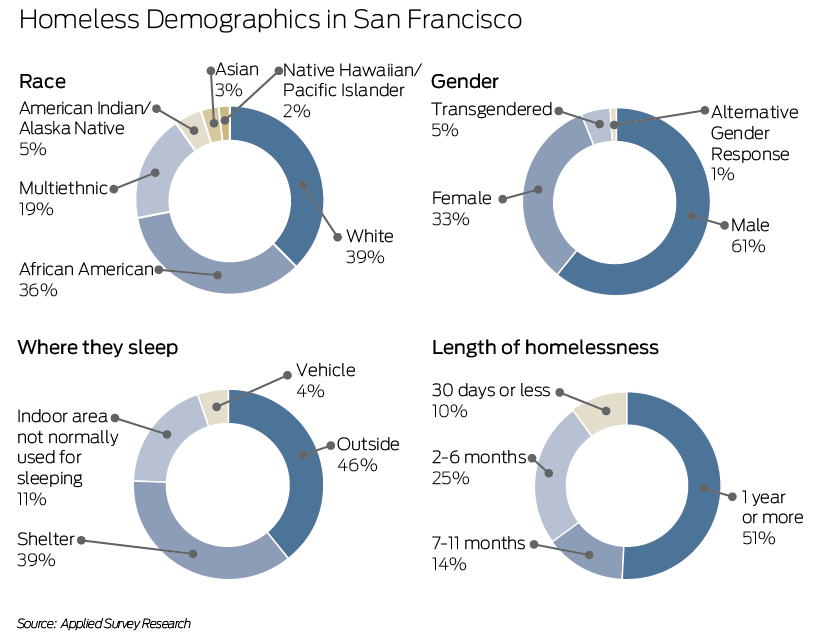 Homeless Demographics in San Francisco
Race
Asian
3%
Native Hawaiian/
Pacific Islander
2%
American Indian/
Alaska Native
5%
Multiethnic
19%
White
39%
African American
36%
Gender
Transgendered
5%
Alternative
Gender
Response
1%
Female
33%
Male
61%
Where they sleep
Vehicle
4%
Indoor area
not normally
used for
sleeping
11%
Outside
46%
Shelter
39%
Length of homelessness
30 days or less
10%
2-6 months
25%
1 year
or more
51%
7-11 months
14%
Source: Applied Survey Research